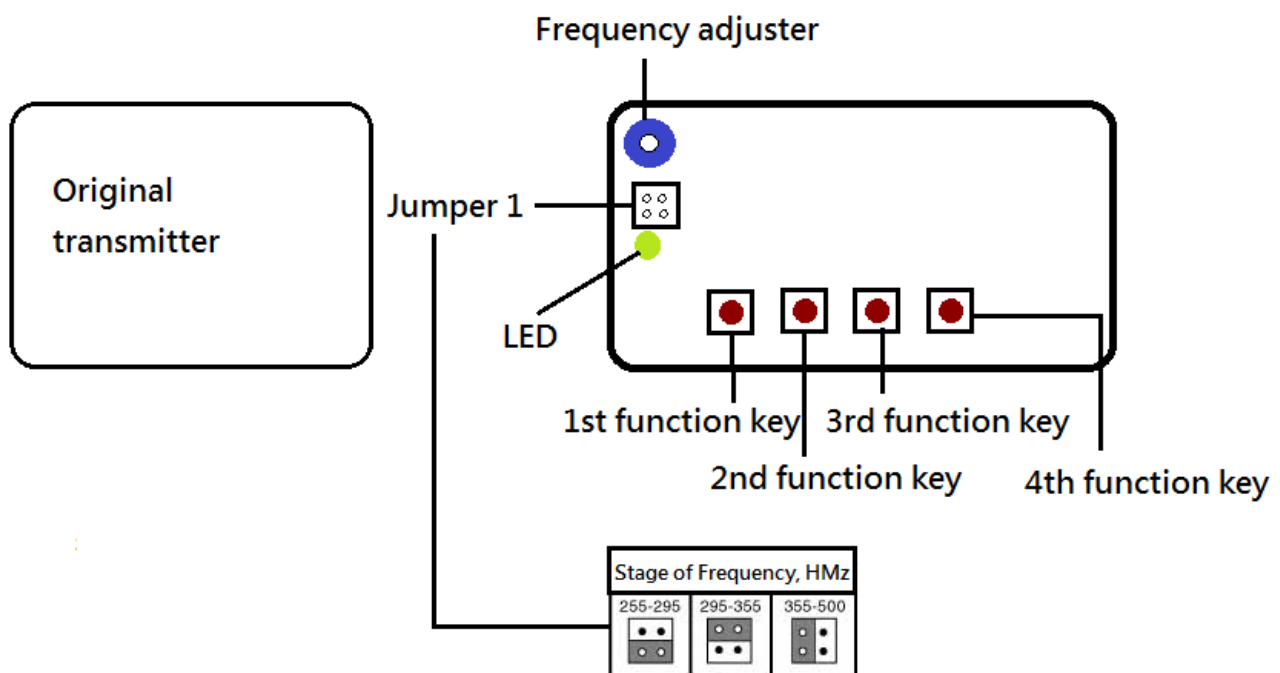 Frequency adjuster
Original
transmitter
Jumper 1
LED
1st function key
3rd function key
2nd function key
4th function key
Stage of Frequency, HMz
255-295
295-355
355-500